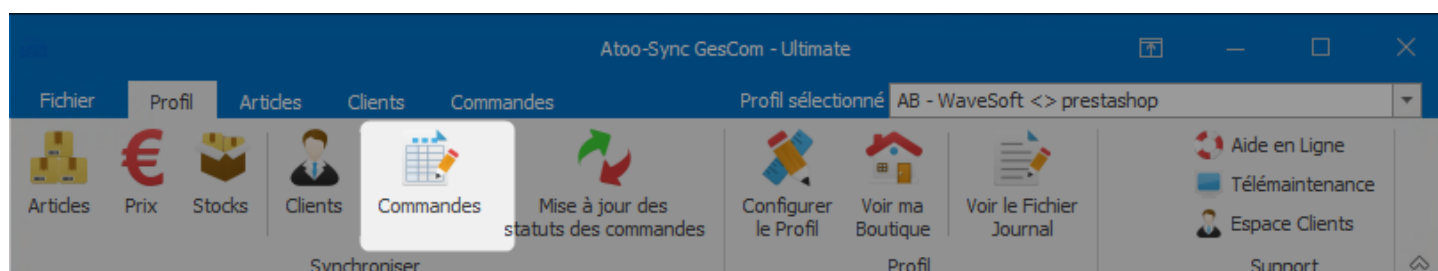 Atoo-Sync GesCom - Ultimate
Fichier Profil Articles Clients Commandes Profil sélectionné AB - WaveSoft <> prestashop
Articles Prix Stocks Clients Commandes
Mise à jour des
statuts des commandes
Configurer
le Profil
Voir ma
Boutique
Voir le Fichier
Journal
Aide en Ligne
Télémaintenance
Espace Clients
Synchroniser Profil Support